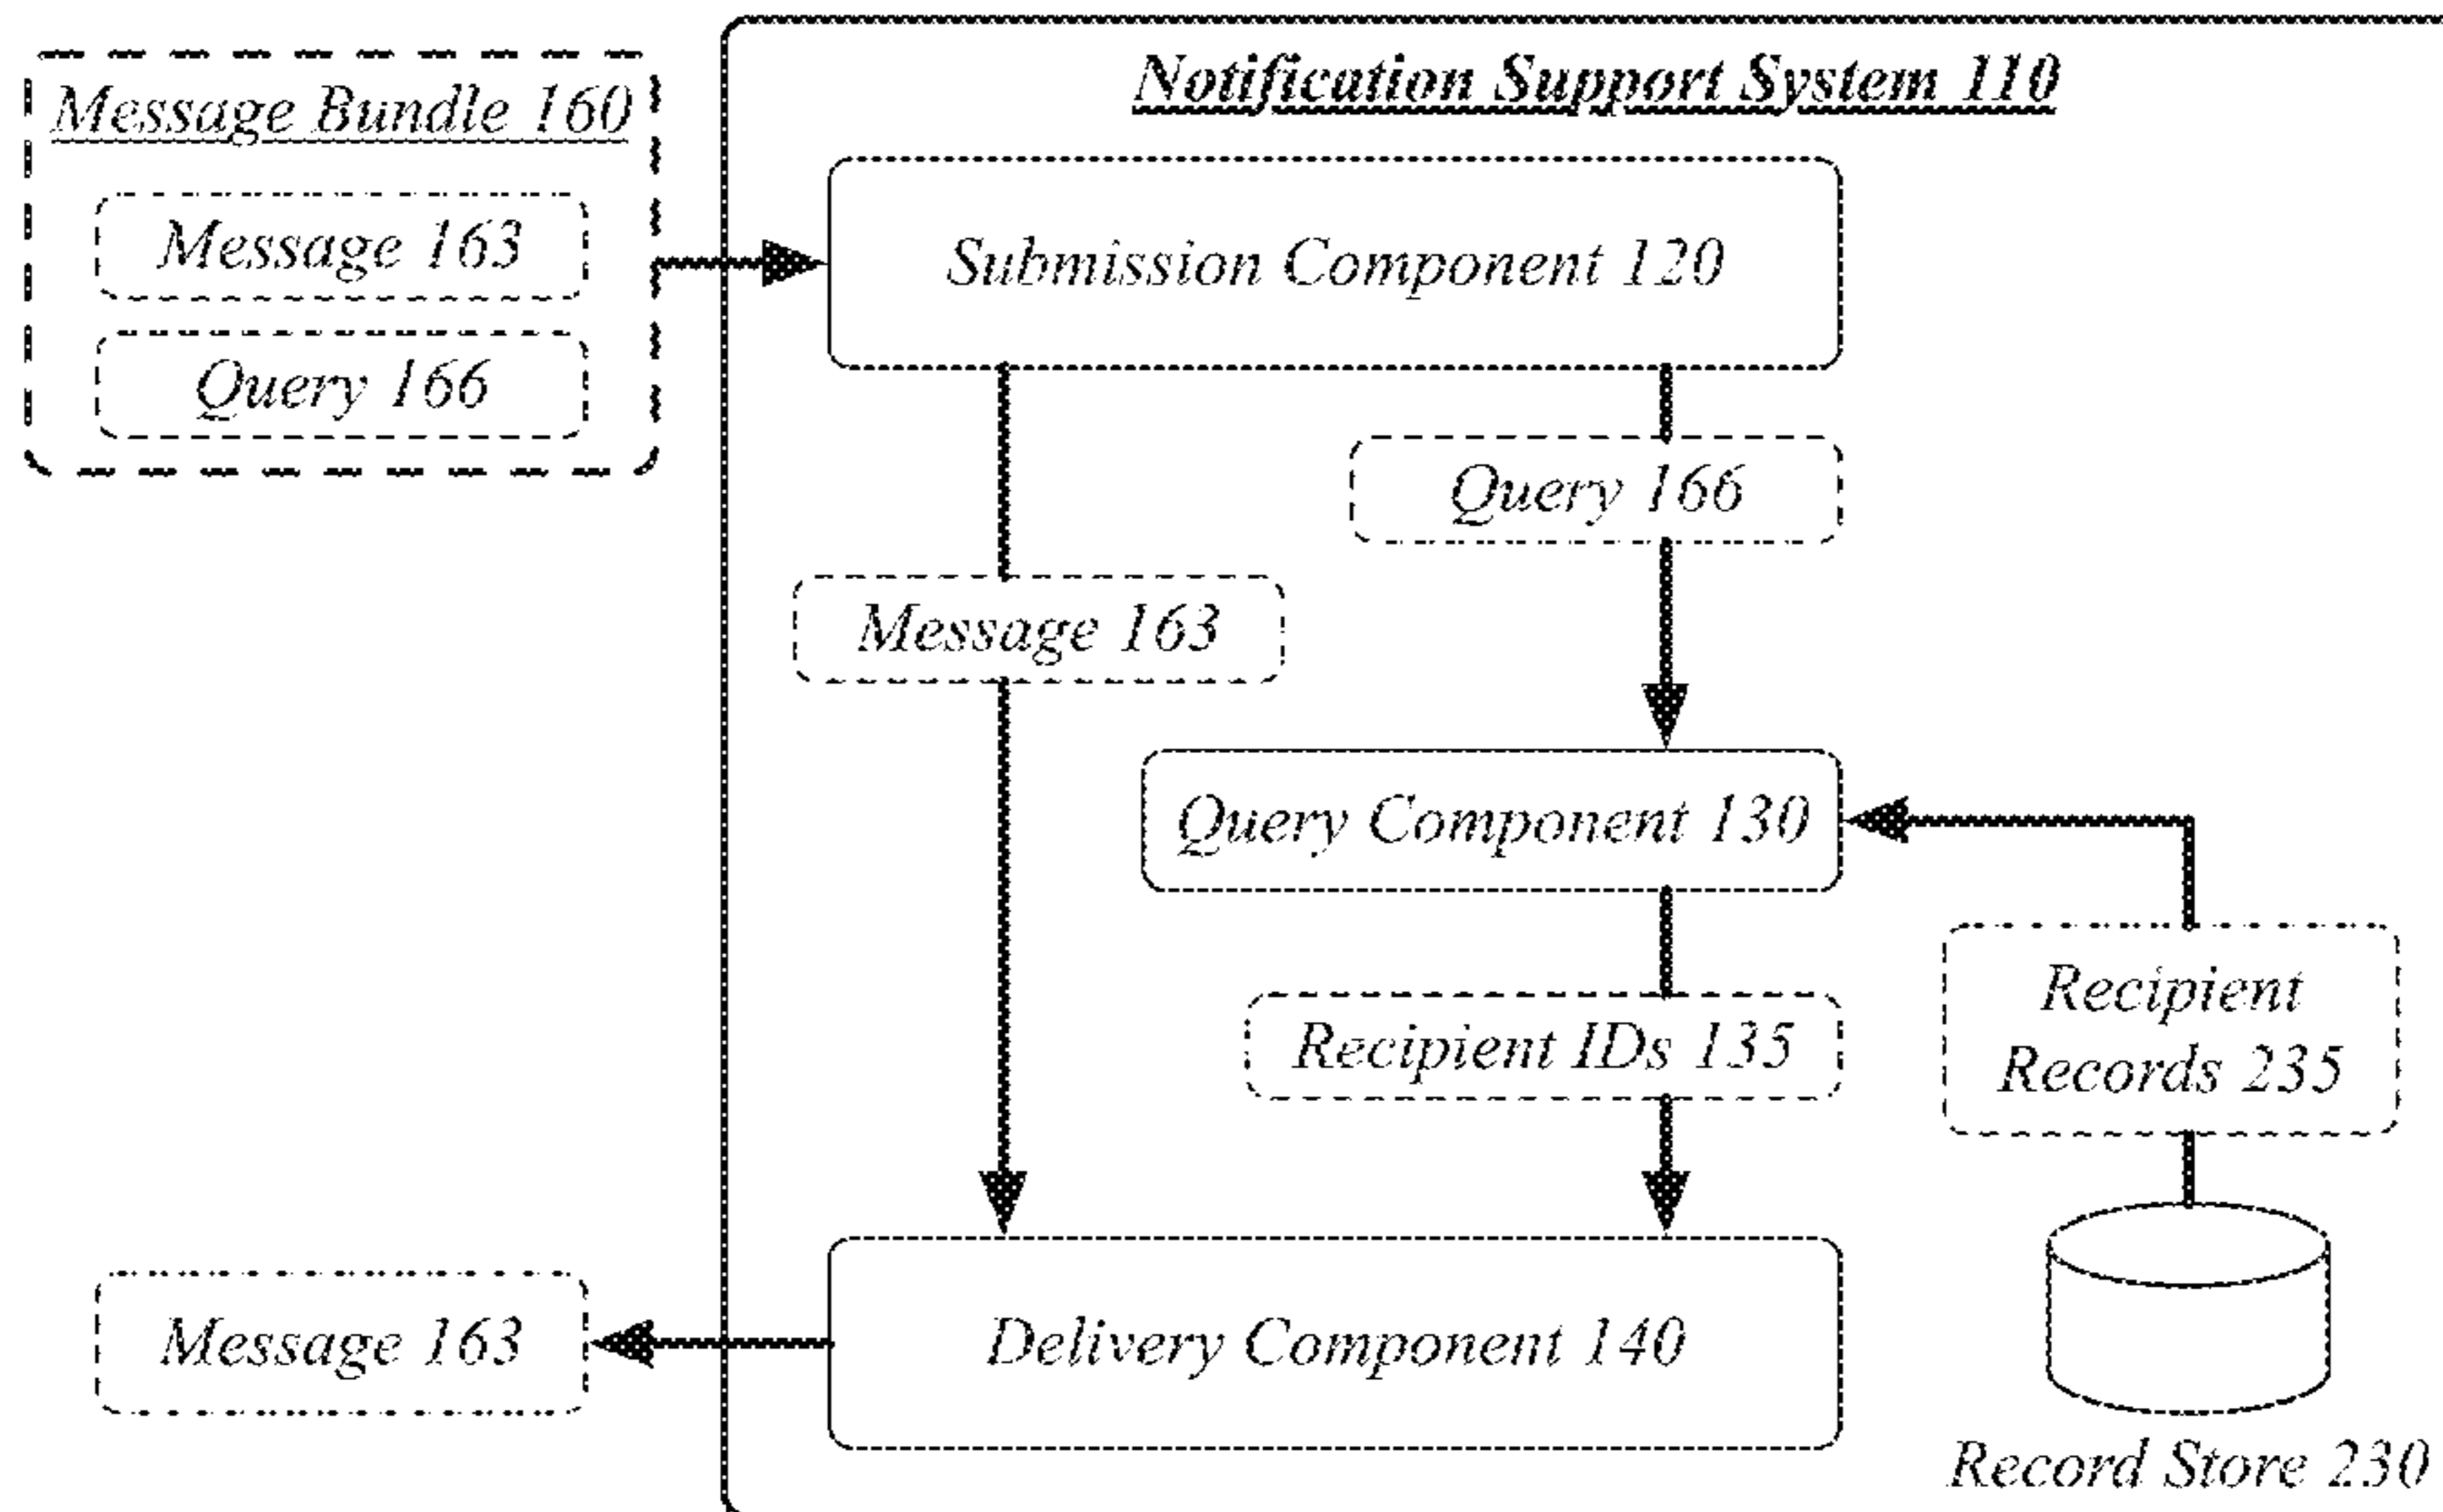 Notification Support System 110
Message Bundle 160
Message 163
Query 166
Submission Component 120
Query 166
Message 163
Query Component 130
Recipient IDs 135
Recipient
Records 235
Message 163
Delivery Component 140
Record Store 230